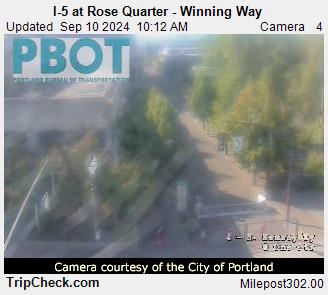 I-5 at Rose Quarter - Winning Way
Updated Sep 10 2024 10:12 AM Camera 4
PBOT
PORTLAND BUREAU OF TRANSPORTATION
Camera courtesy of the City of Portland
TripCheck.com Milepost302.00